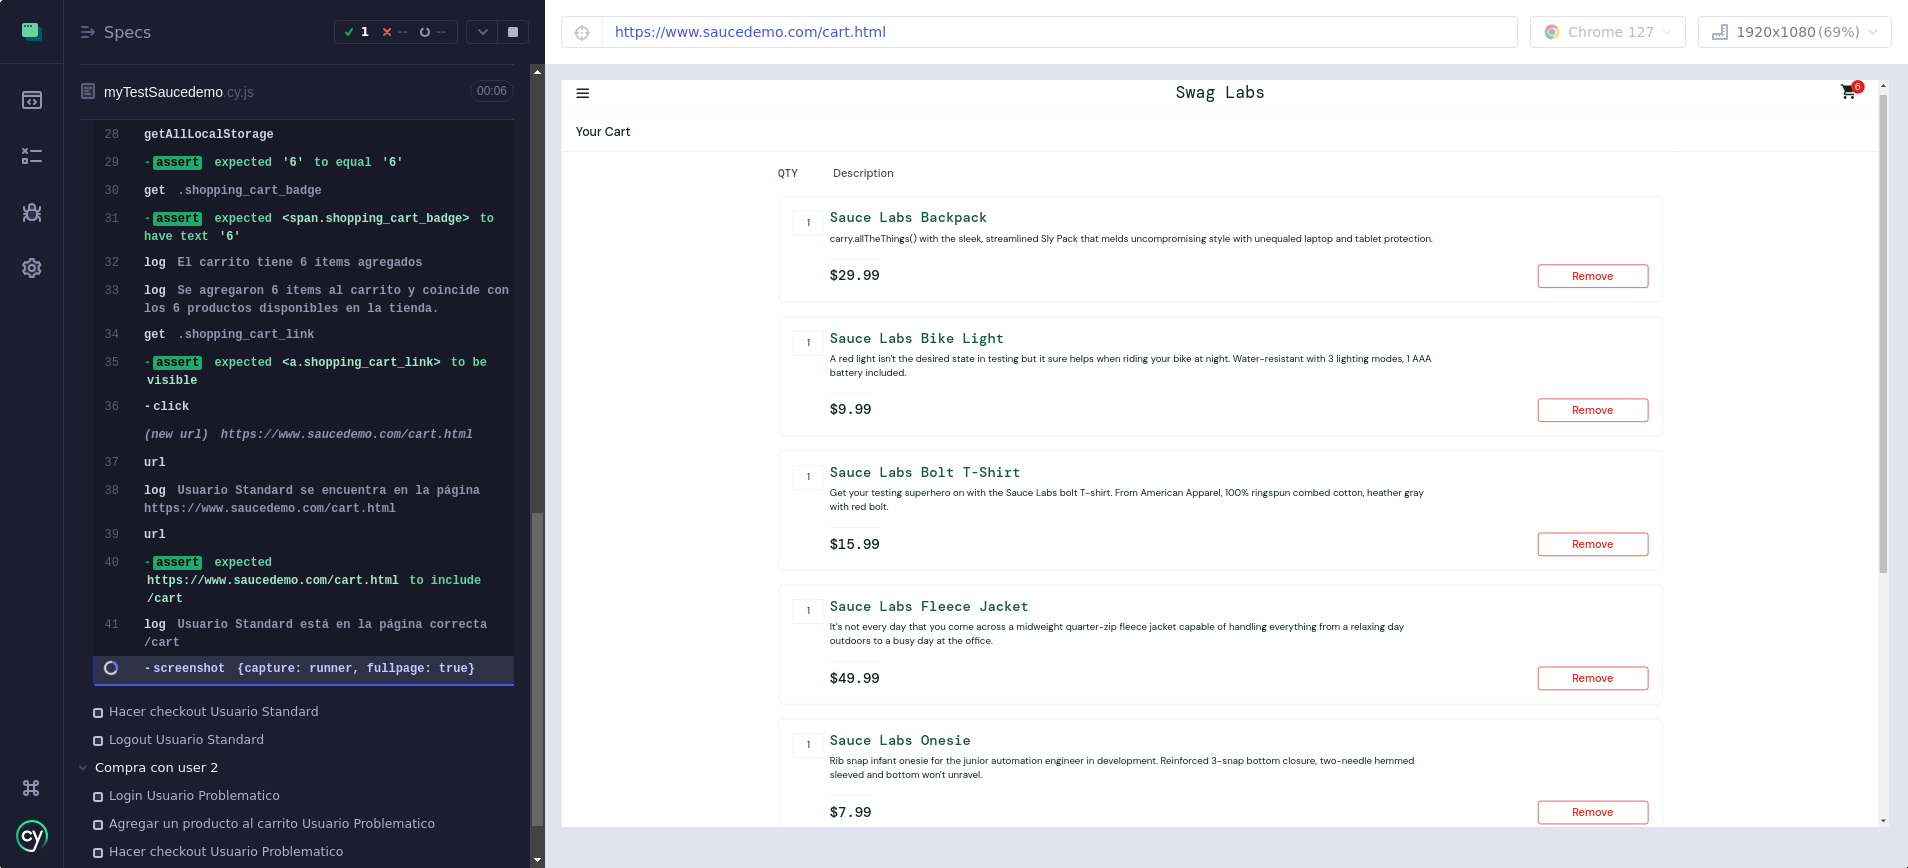 Specs
1
--
--
https://www.saucedemo.com/cart.html
Chrome 127
1920x1080 (69%)
myTestSaucedemo.cy.js
00:06
28 getAllLocalStorage
29 -assert expected '6' to equal '6'
30 get .shopping_cart_badge
31 -assert expected <span.shopping_cart_badge> to
have text '6'
32 log El carrito tiene 6 items agregados
33 log Se agregaron 6 items al carrito y coincide con
los 6 productos disponibles en la tienda.
34 get .shopping_cart_link
35 -assert expected <a.shopping_cart_link> to be
visible
36 -click
(new url) https://www.saucedemo.com/cart.html
37 url
38 log Usuario Standard se encuentra en la página
https://www.saucedemo.com/cart.html
39 url
40 -assert expected
https://www.saucedemo.com/cart.html to include
/cart
41 log Usuario Standard está en la página correcta
/cart
-screenshot {capture: runner, fullpage: true}
Hacer checkout Usuario Standard
Logout Usuario Standard
Compra con user 2
Login Usuario Problematico
Agregar un producto al carrito Usuario Problematico
Hacer checkout Usuario Problematico
cy
Swag Labs
6
Your Cart
QTY Description
1 Sauce Labs Backpack
carry.allTheThings() with the sleek, streamlined Sly Pack that melds uncompromising style with unequaled laptop and tablet protection.
$29.99 Remove
1 Sauce Labs Bike Light
A red light isn't the desired state in testing but it sure helps when riding your bike at night. Water-resistant with 3 lighting modes, 1 AAA
battery included.
$9.99 Remove
1 Sauce Labs Bolt T-Shirt
Get your testing superhero on with the Sauce Labs bolt T-shirt. From American Apparel, 100% ringspun combed cotton, heather gray
with red bolt.
$15.99 Remove
1 Sauce Labs Fleece Jacket
It's not every day that you come across a midweight quarter-zip fleece jacket capable of handling everything from a relaxing day
outdoors to a busy day at the office.
$49.99 Remove
1 Sauce Labs Onesie
Rib snap infant onesie for the junior automation engineer in development. Reinforced 3-snap bottom closure, two-needle hemmed
sleeved and bottom won't unravel.
$7.99 Remove